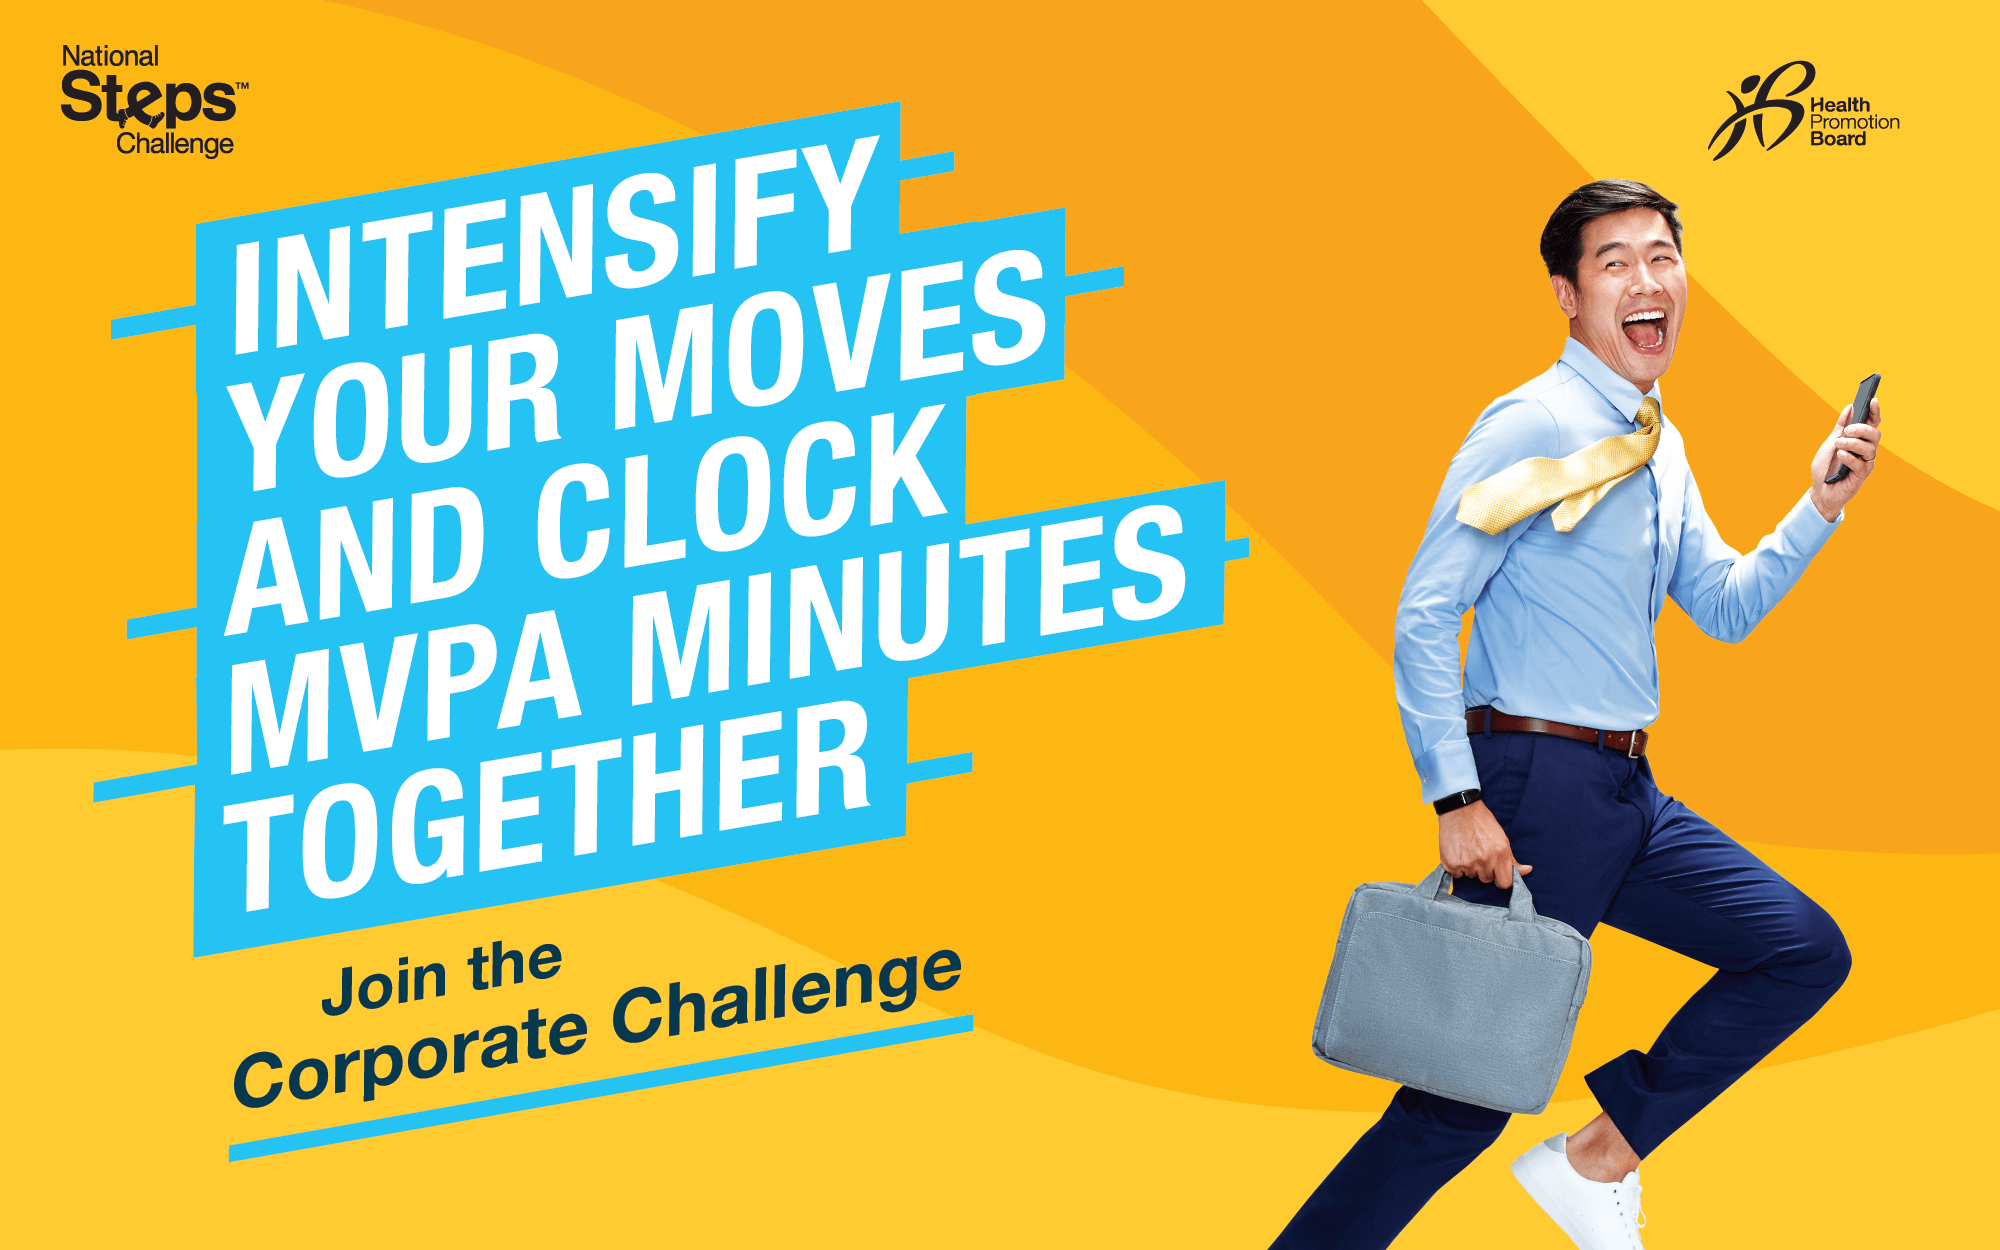 National
Steps™
Challenge
Health
Promotion
Board
INTENSIFY
YOUR MOVES
AND CLOCK
MVPA MINUTES
TOGETHER
Join the
Corporate Challenge